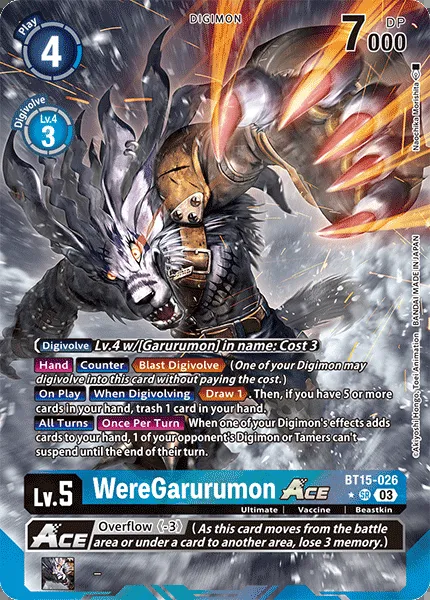 DIGIMON
Play
4
7000 DP
Digivolve
Lv.4
3
Naochika Morishita
©Akiyoshi Hongo, Toei Animation BANDAI MADE IN JAPAN
Digivolve Lv.4 w/[Garurumon] in name: Cost 3
Hand Counter Blast Digivolve (One of your Digimon may
digivolve into this card without paying the cost.)
On Play When Digivolving Draw 1. Then, if you have 5 or more
cards in your hand, trash 1 card in your hand.
All Turns Once Per Turn When one of your Digimon's effects adds
cards to your hand, 1 of your opponent's Digimon or Tamers can't
suspend until the end of their turn.
BT15-026
Lv.5 WereGarurumon ACE
SR 03
Ultimate | Vaccine | Beastkin
ACE Overflow《-3》 (As this card moves from the battle
area or under a card to another area, lose 3 memory.)
-